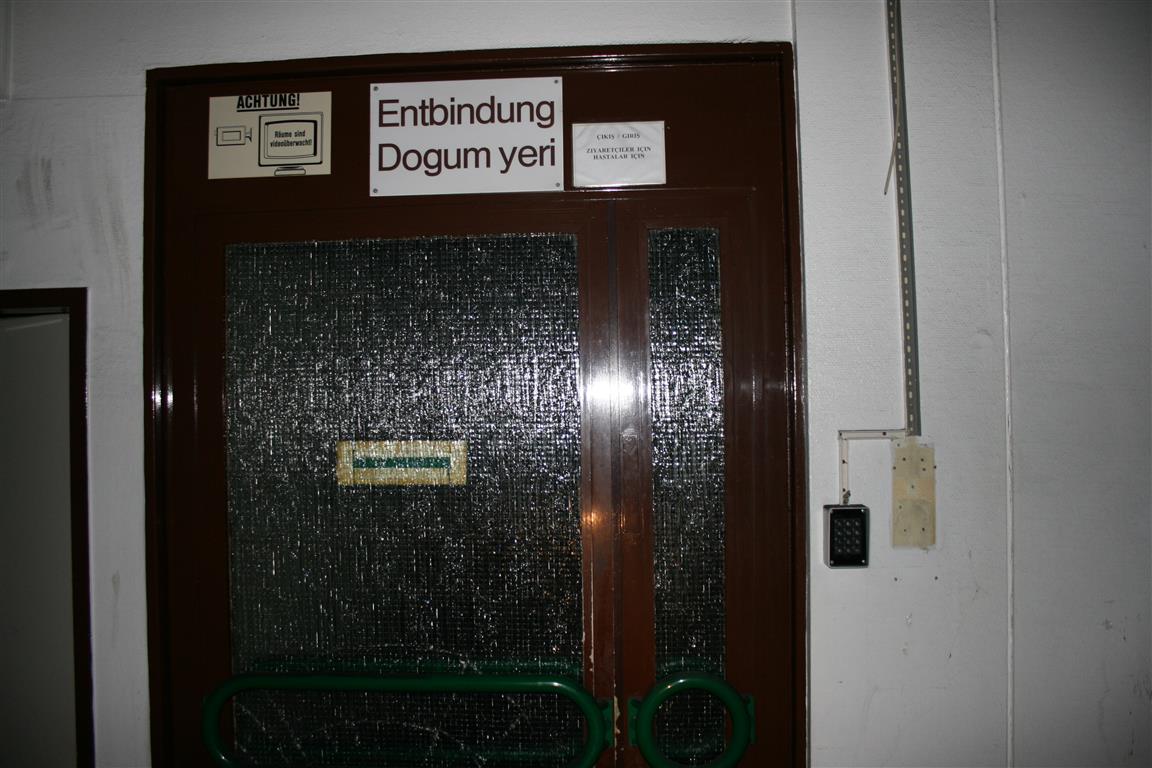 ACHTUNG!
Räume sind
videoüberwacht!
Entbindung
Dogum yeri
ÇIKIŞ / GIRIŞ
ZIYARETÇILER IÇIN
HASTALAR IÇIN